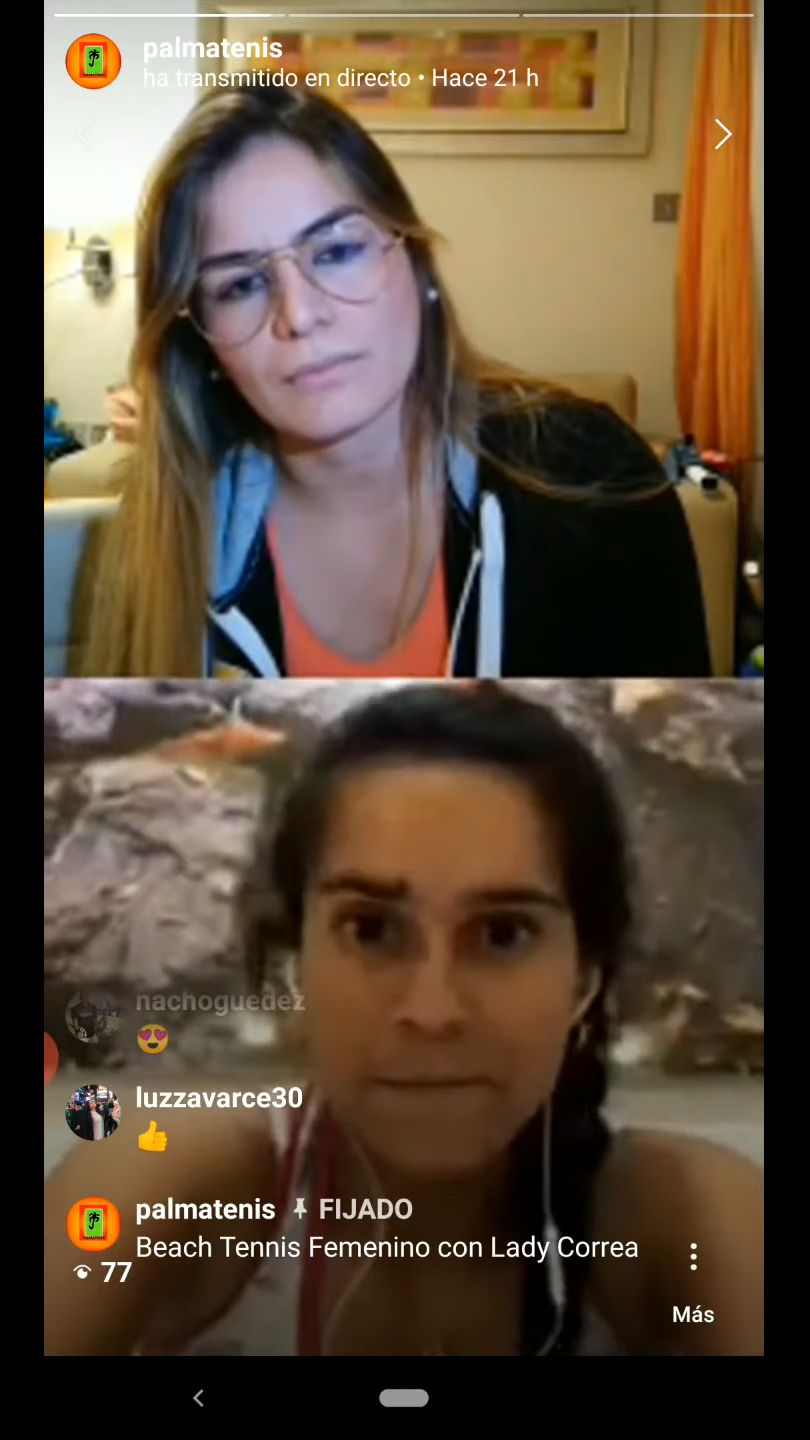 palmatenis
ha transmitido en directo • Hace 21 h
nachoguedez
😍
luzzavarce30
👍
palmatenis FIJADO
Beach Tennis Femenino con Lady Correa
77
Más